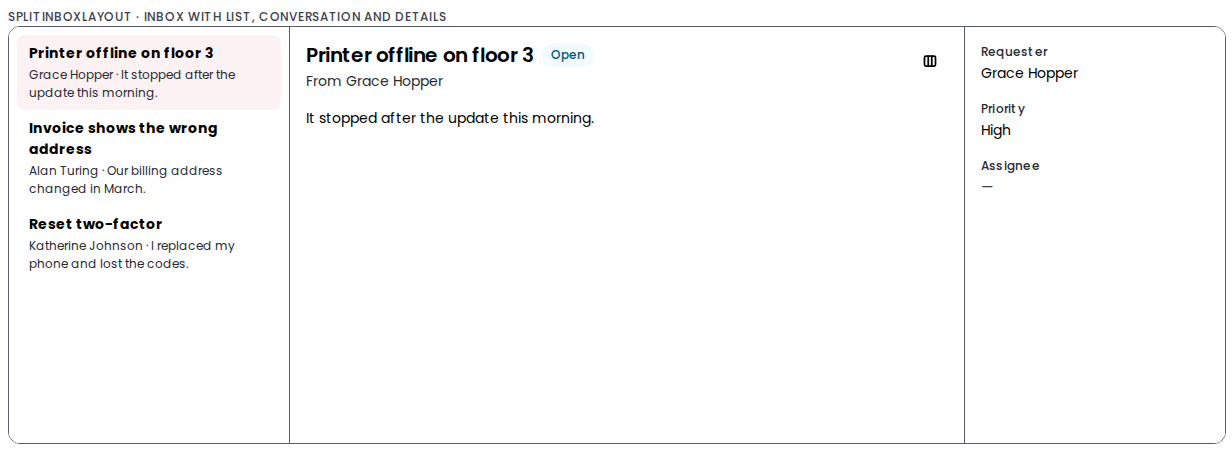 SPLITINBOXLAYOUT · INBOX WITH LIST, CONVERSATION AND DETAILS
Printer offline on floor 3
Grace Hopper · It stopped after the
update this morning.
Invoice shows the wrong
address
Alan Turing · Our billing address
changed in March.
Reset two-factor
Katherine Johnson · I replaced my
phone and lost the codes.
Printer offline on floor 3 Open
From Grace Hopper
It stopped after the update this morning.
Requester
Grace Hopper
Priority
High
Assignee
—